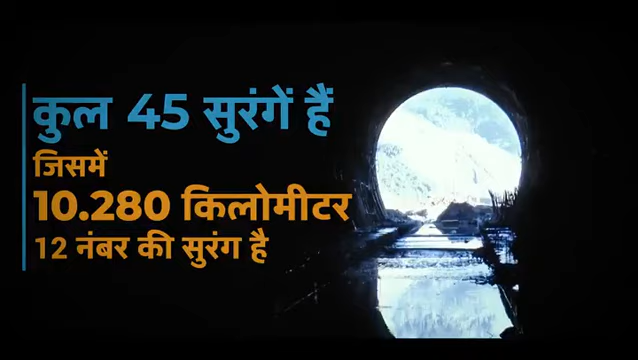 कुल 45 सुरंगें हैं
जिसमें
10.280 किलोमीटर
12 नंबर की सुरंग है